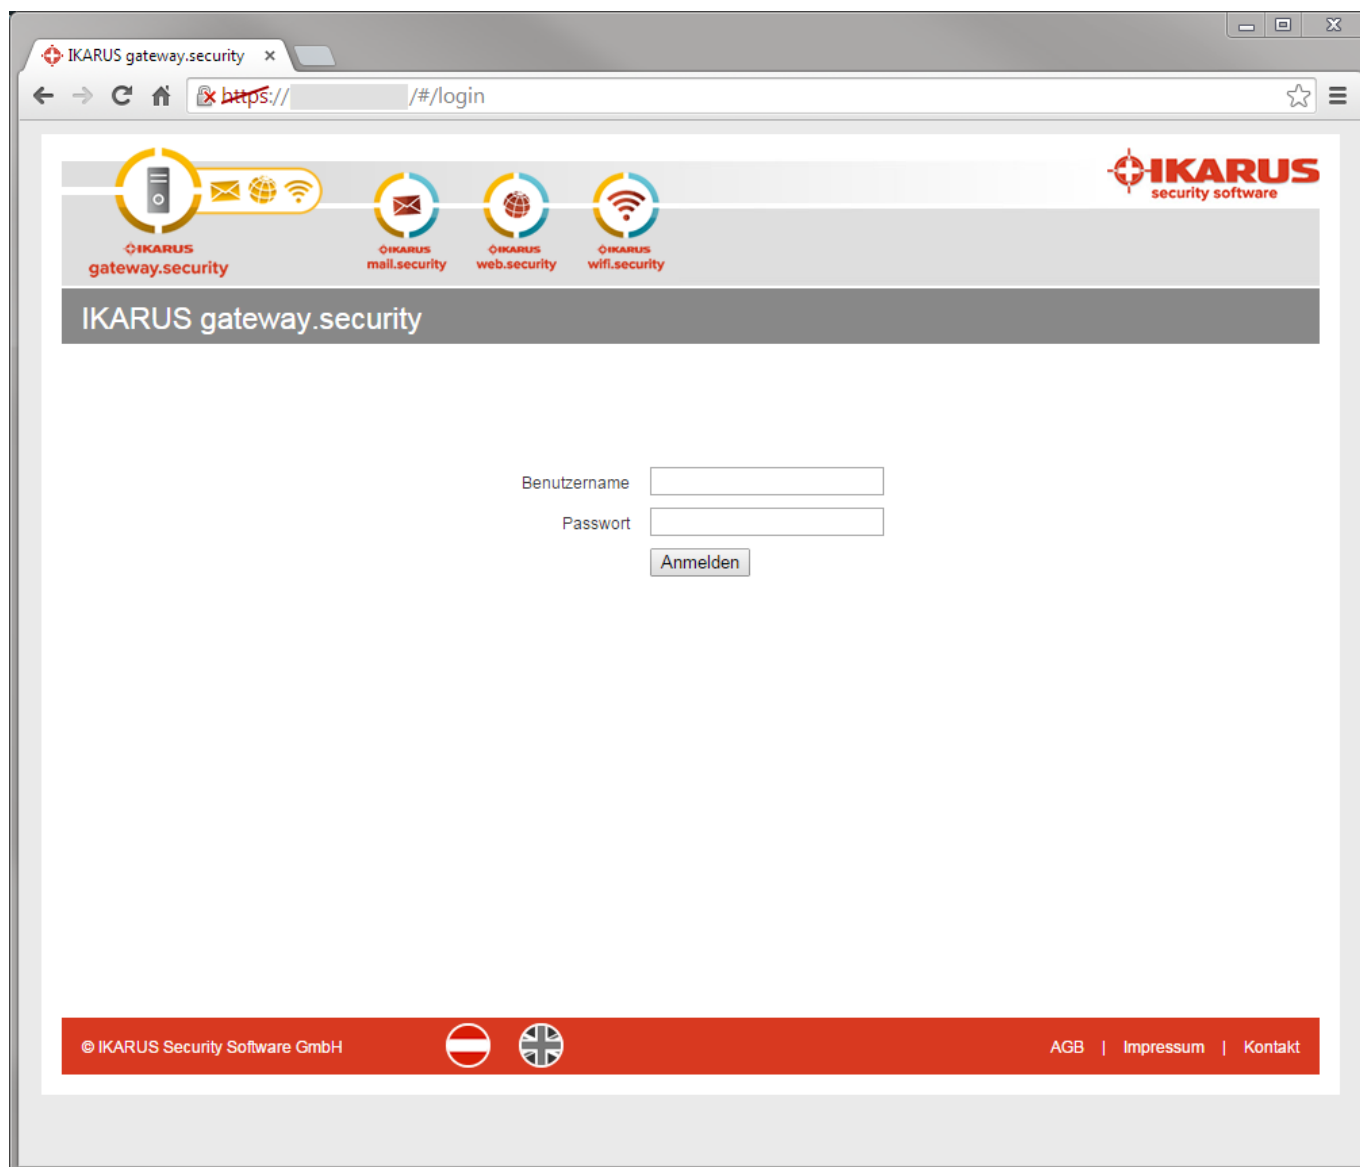 IKARUS gateway.security
https:// /#/login
IKARUS
security software
IKARUS
gateway.security
IKARUS
mail.security
IKARUS
web.security
IKARUS
wifi.security
IKARUS gateway.security
Benutzername
Passwort
Anmelden
© IKARUS Security Software GmbH
AGB | Impressum | Kontakt